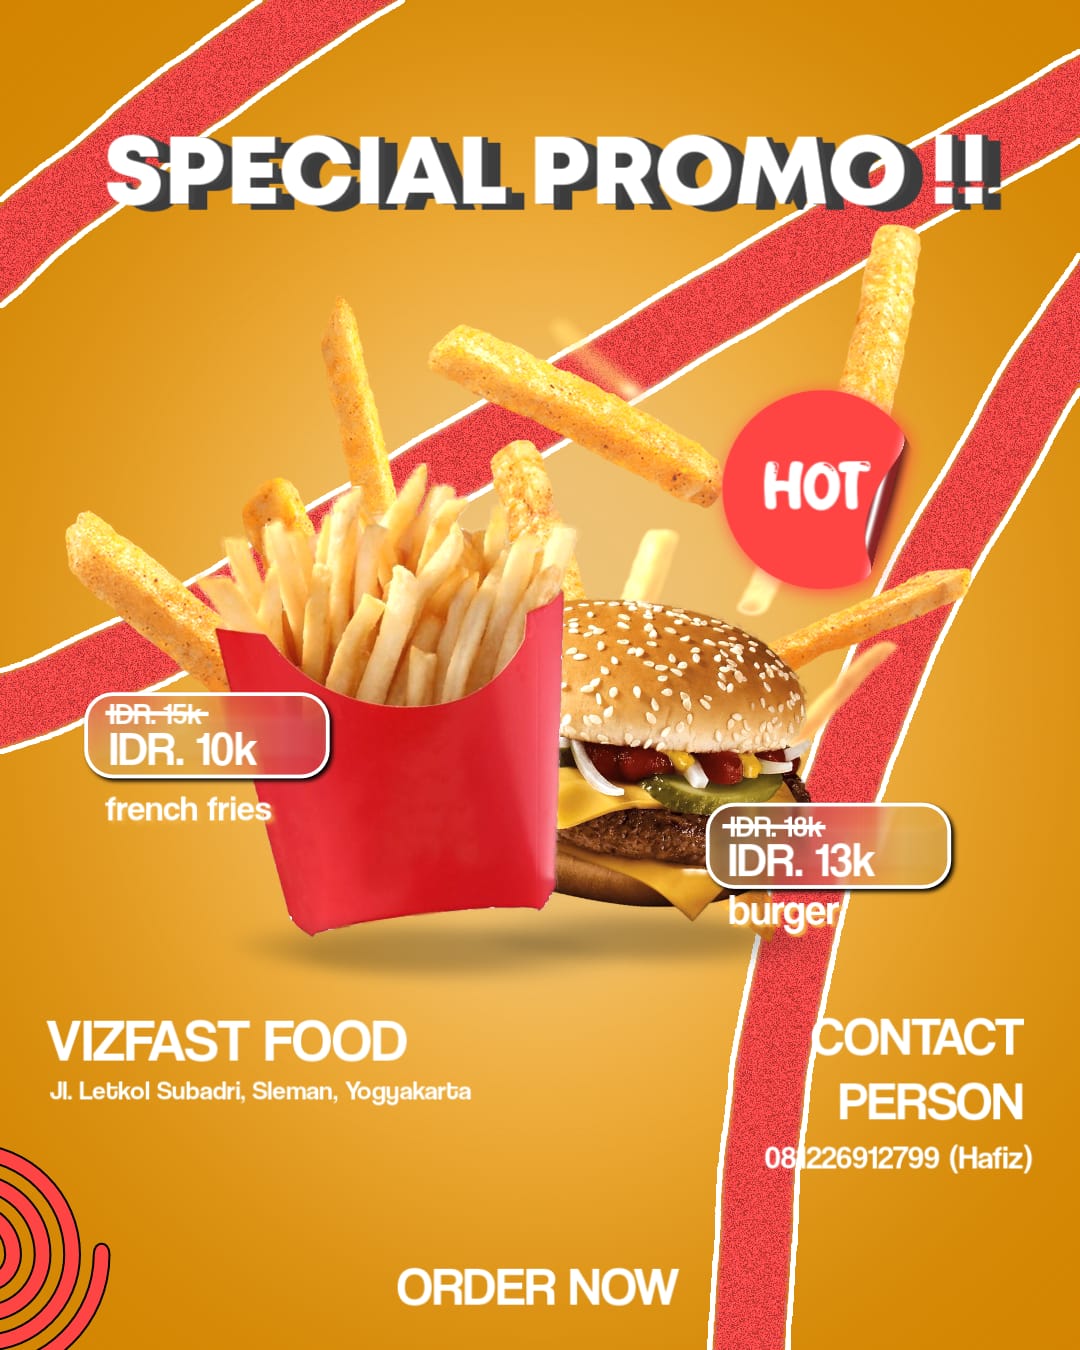 SPECIAL PROMO !!
HOT
IDR. 15k
IDR. 10k
french fries
IDR. 18k
IDR. 13k
burger
VIZFAST FOOD
Jl. Letkol Subadri, Sleman, Yogyakarta
CONTACT
PERSON
081226912799 (Hafiz)
ORDER NOW